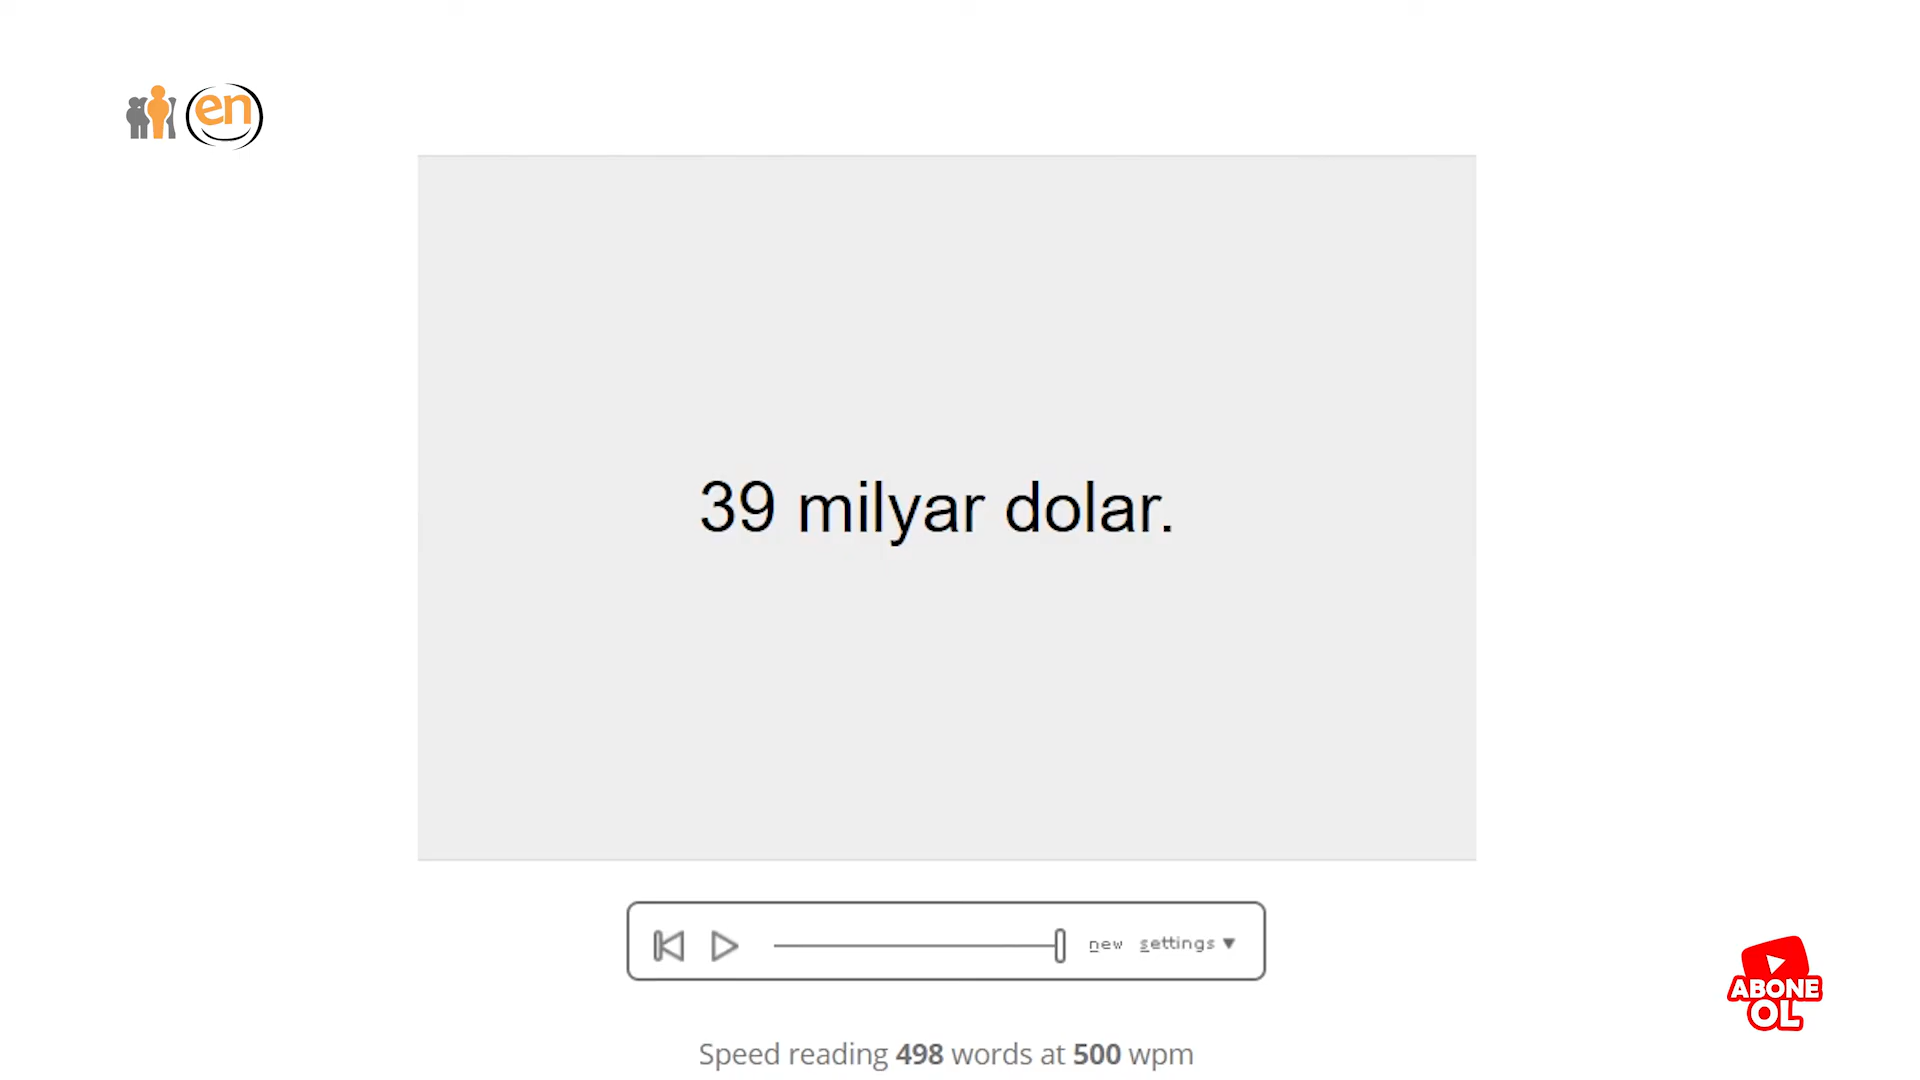 en
39 milyar dolar.
new settings ▼
Speed reading 498 words at 500 wpm
ABONE
OL